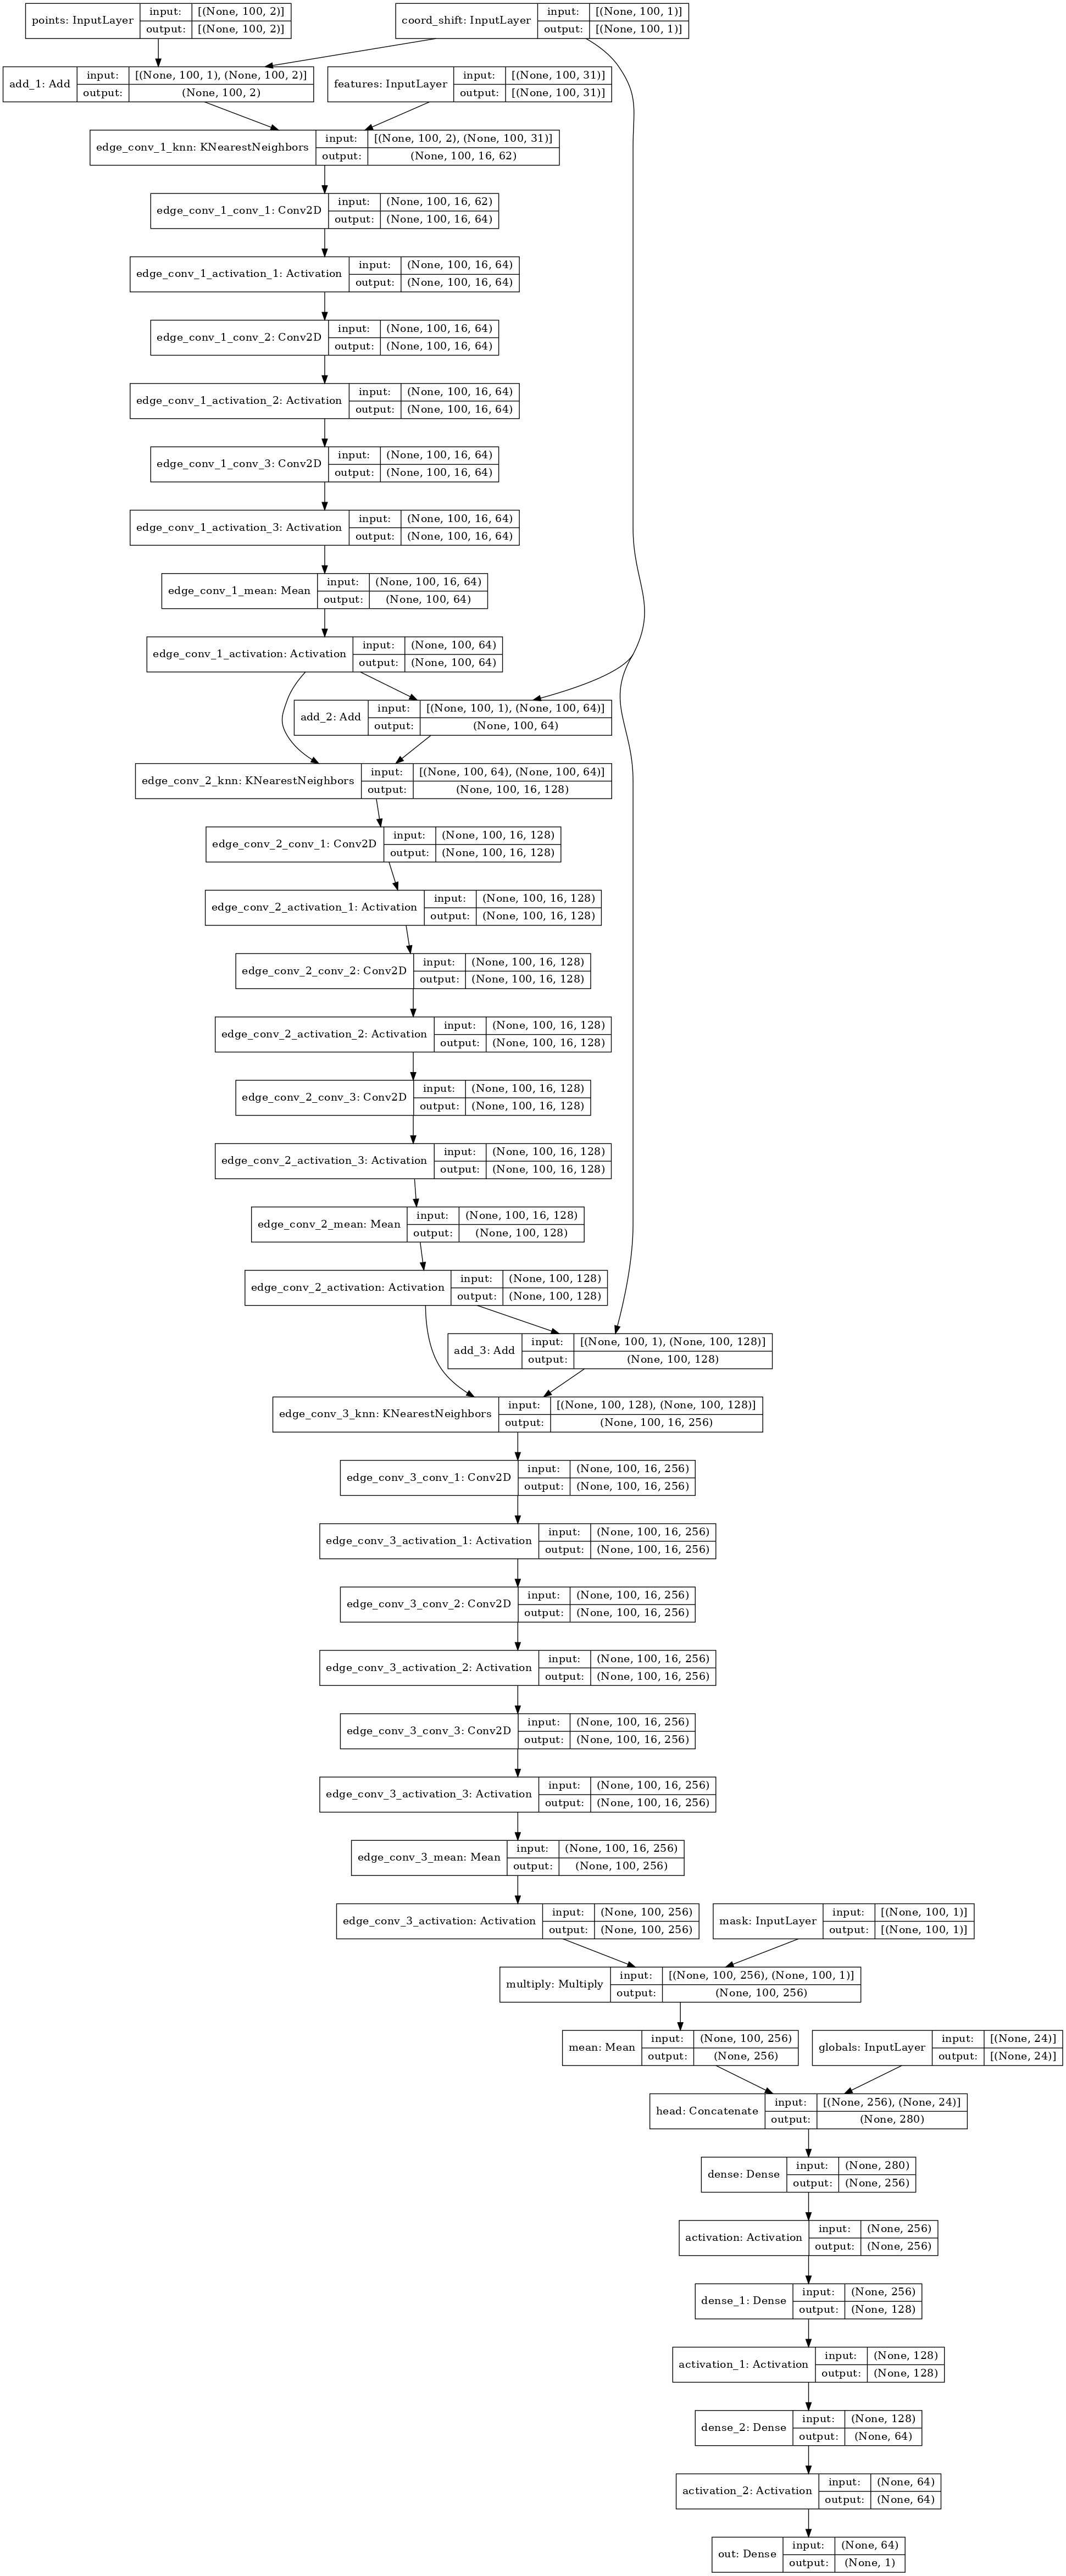 points: InputLayer
input: [(None, 100, 2)]
output: [(None, 100, 2)]
coord_shift: InputLayer
input: [(None, 100, 1)]
output: [(None, 100, 1)]
add_1: Add
input: [(None, 100, 1), (None, 100, 2)]
output: (None, 100, 2)
features: InputLayer
input: [(None, 100, 31)]
output: [(None, 100, 31)]
edge_conv_1_knn: KNearestNeighbors
input: [(None, 100, 2), (None, 100, 31)]
output: (None, 100, 16, 62)
edge_conv_1_conv_1: Conv2D
input: (None, 100, 16, 62)
output: (None, 100, 16, 64)
edge_conv_1_activation_1: Activation
input: (None, 100, 16, 64)
output: (None, 100, 16, 64)
edge_conv_1_conv_2: Conv2D
input: (None, 100, 16, 64)
output: (None, 100, 16, 64)
edge_conv_1_activation_2: Activation
input: (None, 100, 16, 64)
output: (None, 100, 16, 64)
edge_conv_1_conv_3: Conv2D
input: (None, 100, 16, 64)
output: (None, 100, 16, 64)
edge_conv_1_activation_3: Activation
input: (None, 100, 16, 64)
output: (None, 100, 16, 64)
edge_conv_1_mean: Mean
input: (None, 100, 16, 64)
output: (None, 100, 64)
edge_conv_1_activation: Activation
input: (None, 100, 64)
output: (None, 100, 64)
add_2: Add
input: [(None, 100, 1), (None, 100, 64)]
output: (None, 100, 64)
edge_conv_2_knn: KNearestNeighbors
input: [(None, 100, 64), (None, 100, 64)]
output: (None, 100, 16, 128)
edge_conv_2_conv_1: Conv2D
input: (None, 100, 16, 128)
output: (None, 100, 16, 128)
edge_conv_2_activation_1: Activation
input: (None, 100, 16, 128)
output: (None, 100, 16, 128)
edge_conv_2_conv_2: Conv2D
input: (None, 100, 16, 128)
output: (None, 100, 16, 128)
edge_conv_2_activation_2: Activation
input: (None, 100, 16, 128)
output: (None, 100, 16, 128)
edge_conv_2_conv_3: Conv2D
input: (None, 100, 16, 128)
output: (None, 100, 16, 128)
edge_conv_2_activation_3: Activation
input: (None, 100, 16, 128)
output: (None, 100, 16, 128)
edge_conv_2_mean: Mean
input: (None, 100, 16, 128)
output: (None, 100, 128)
edge_conv_2_activation: Activation
input: (None, 100, 128)
output: (None, 100, 128)
add_3: Add
input: [(None, 100, 1), (None, 100, 128)]
output: (None, 100, 128)
edge_conv_3_knn: KNearestNeighbors
input: [(None, 100, 128), (None, 100, 128)]
output: (None, 100, 16, 256)
edge_conv_3_conv_1: Conv2D
input: (None, 100, 16, 256)
output: (None, 100, 16, 256)
edge_conv_3_activation_1: Activation
input: (None, 100, 16, 256)
output: (None, 100, 16, 256)
edge_conv_3_conv_2: Conv2D
input: (None, 100, 16, 256)
output: (None, 100, 16, 256)
edge_conv_3_activation_2: Activation
input: (None, 100, 16, 256)
output: (None, 100, 16, 256)
edge_conv_3_conv_3: Conv2D
input: (None, 100, 16, 256)
output: (None, 100, 16, 256)
edge_conv_3_activation_3: Activation
input: (None, 100, 16, 256)
output: (None, 100, 16, 256)
edge_conv_3_mean: Mean
input: (None, 100, 16, 256)
output: (None, 100, 256)
edge_conv_3_activation: Activation
input: (None, 100, 256)
output: (None, 100, 256)
mask: InputLayer
input: [(None, 100, 1)]
output: [(None, 100, 1)]
multiply: Multiply
input: [(None, 100, 256), (None, 100, 1)]
output: (None, 100, 256)
mean: Mean
input: (None, 100, 256)
output: (None, 256)
globals: InputLayer
input: [(None, 24)]
output: [(None, 24)]
head: Concatenate
input: [(None, 256), (None, 24)]
output: (None, 280)
dense: Dense
input: (None, 280)
output: (None, 256)
activation: Activation
input: (None, 256)
output: (None, 256)
dense_1: Dense
input: (None, 256)
output: (None, 128)
activation_1: Activation
input: (None, 128)
output: (None, 128)
dense_2: Dense
input: (None, 128)
output: (None, 64)
activation_2: Activation
input: (None, 64)
output: (None, 64)
out: Dense
input: (None, 64)
output: (None, 1)